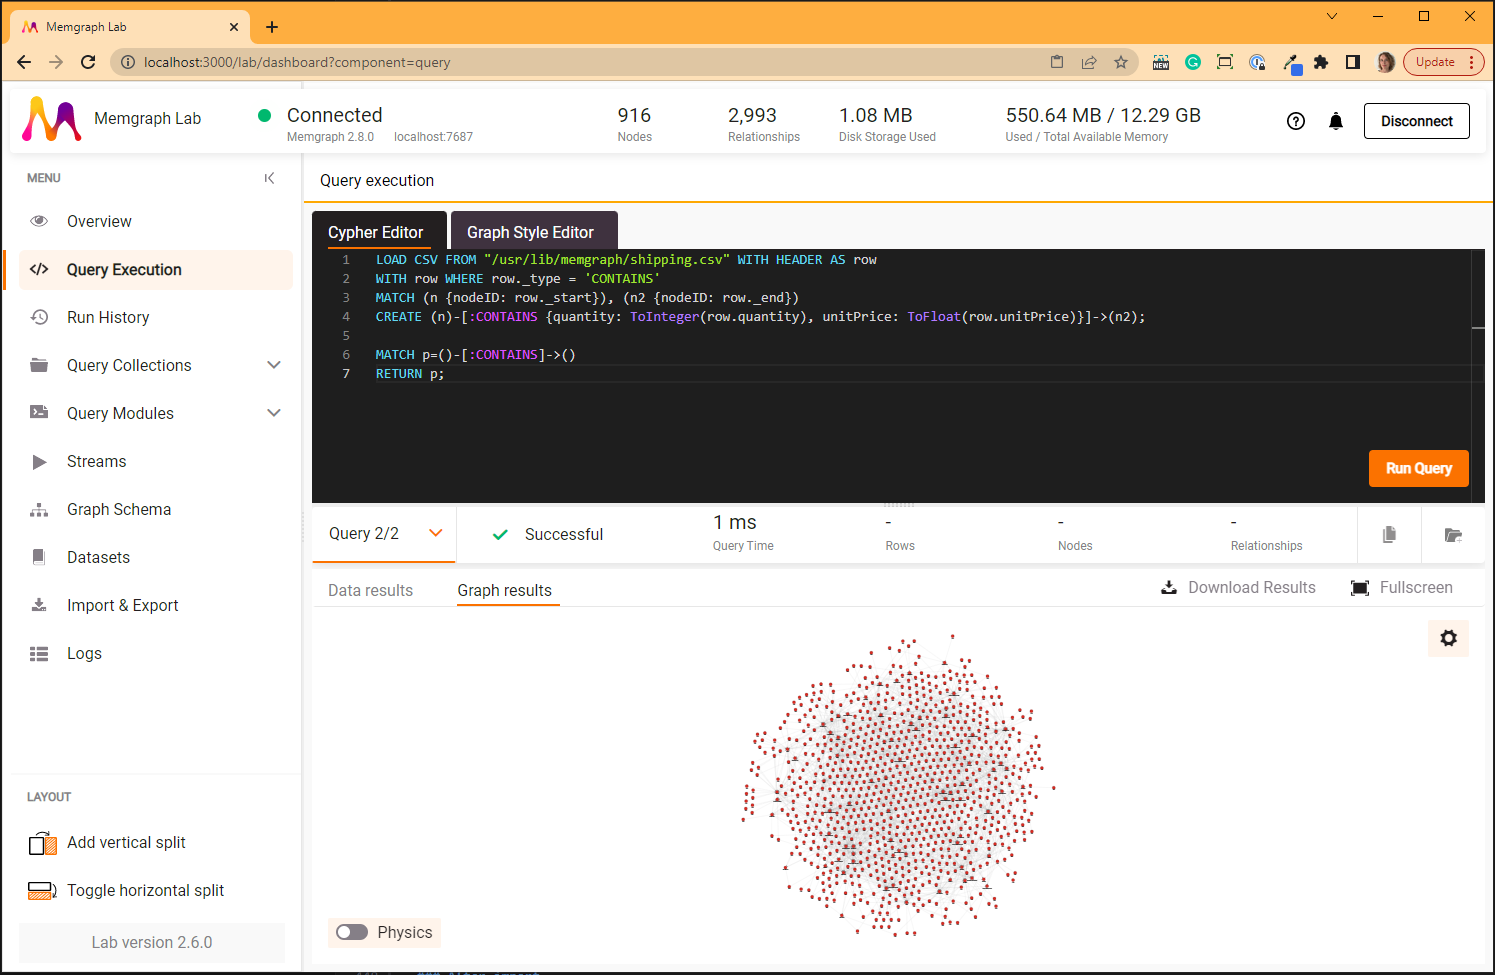 Memgraph Lab
localhost:3000/lab/dashboard?component=query
NEW
Update
Memgraph Lab
Connected
Memgraph 2.8.0 localhost:7687
916
Nodes
2,993
Relationships
1.08 MB
Disk Storage Used
550.64 MB / 12.29 GB
Used / Total Available Memory
Disconnect
MENU
Overview
Query Execution
Run History
Query Collections
Query Modules
Streams
Graph Schema
Datasets
Import & Export
Logs
LAYOUT
Add vertical split
Toggle horizontal split
Lab version 2.6.0
Query execution
Cypher Editor
Graph Style Editor
1 LOAD CSV FROM "/usr/lib/memgraph/shipping.csv" WITH HEADER AS row
2 WITH row WHERE row._type = 'CONTAINS'
3 MATCH (n {nodeID: row._start}), (n2 {nodeID: row._end})
4 CREATE (n)-[:CONTAINS {quantity: ToInteger(row.quantity), unitPrice: ToFloat(row.unitPrice)}]->(n2);
5
6 MATCH p=()-[:CONTAINS]->()
7 RETURN p;
Run Query
Query 2/2
Successful
1 ms
Query Time
-
Rows
-
Nodes
-
Relationships
Data results
Graph results
Download Results
Fullscreen
Physics